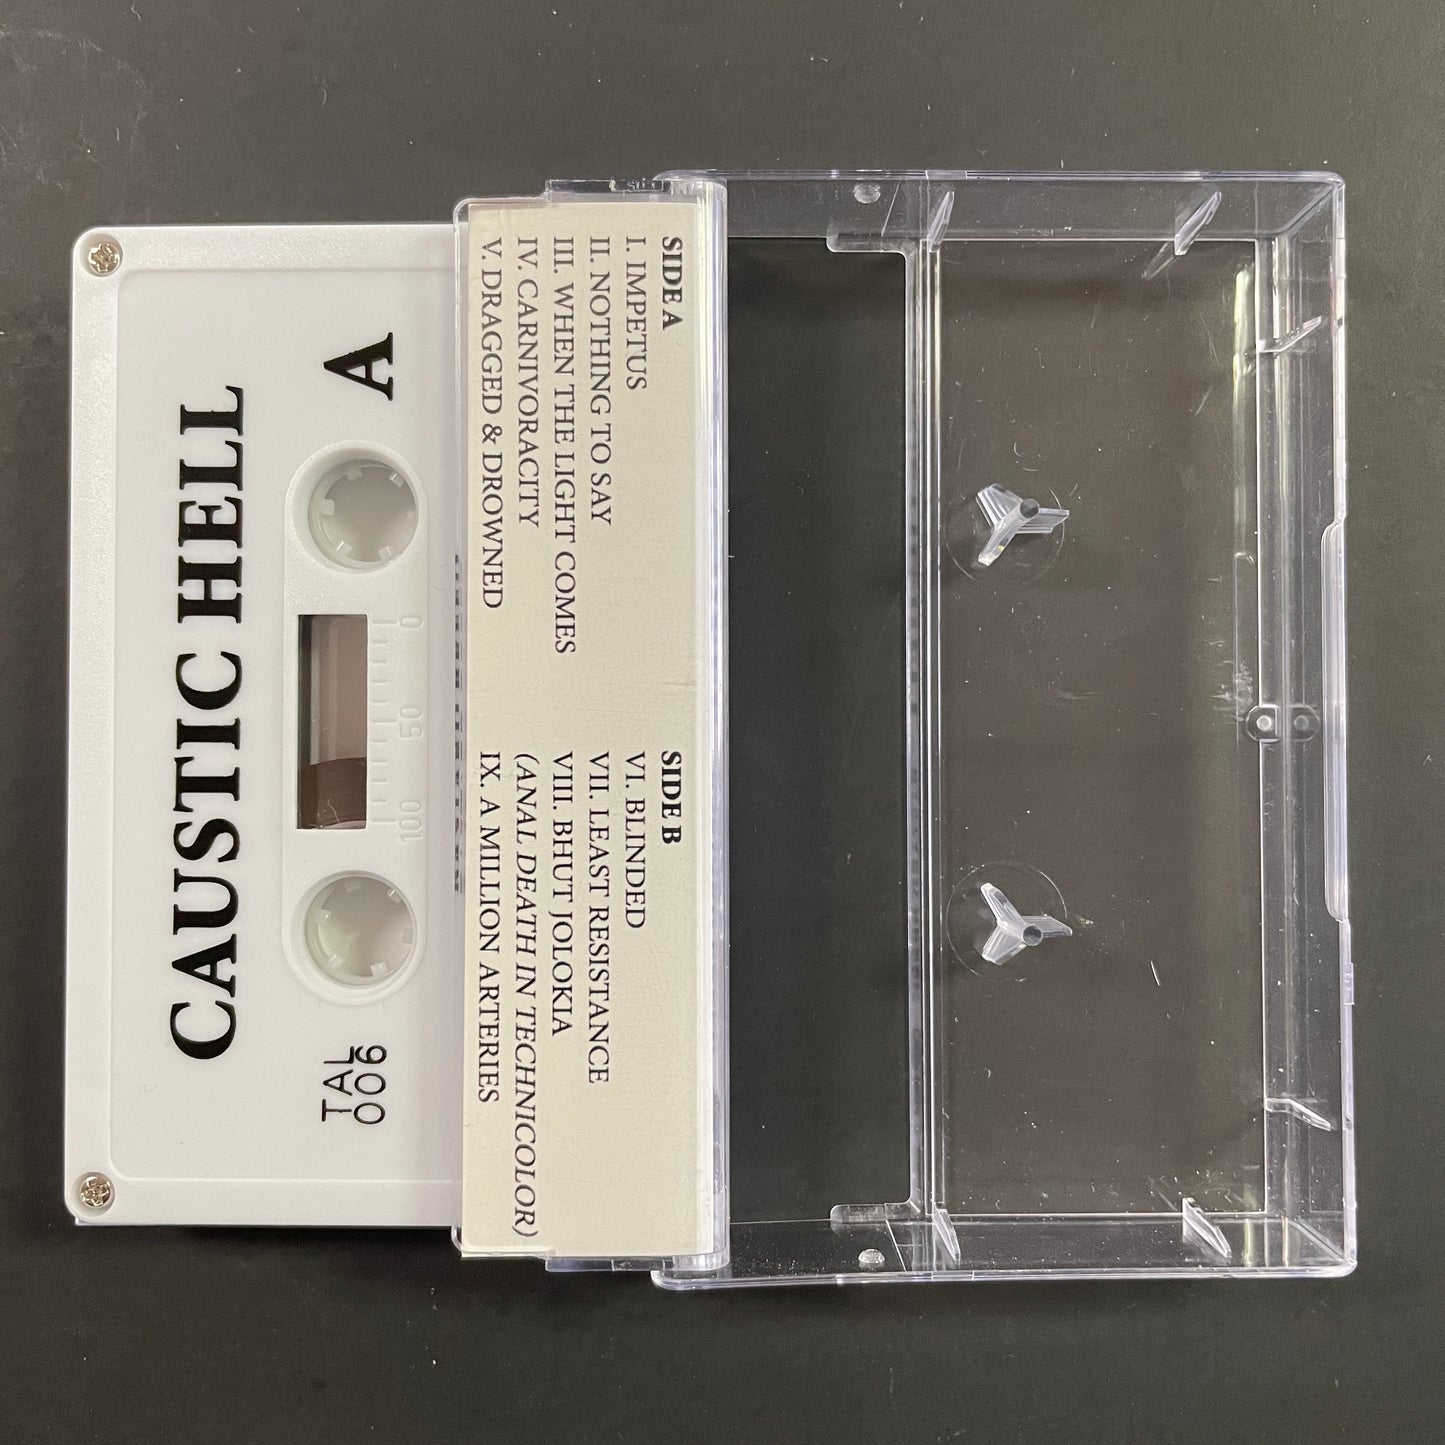 CAUSTIC HELL
A
0 50 100
TAL
006
SIDE A
I. IMPETUS
II. NOTHING TO SAY
III. WHEN THE LIGHT COMES
IV. CARNIVORACITY
V. DRAGGED & DROWNED
SIDE B
VI. BLINDED
VII. LEAST RESISTANCE
VIII. BHUT JOLOKIA
(ANAL DEATH IN TECHNICOLOR)
IX. A MILLION ARTERIES